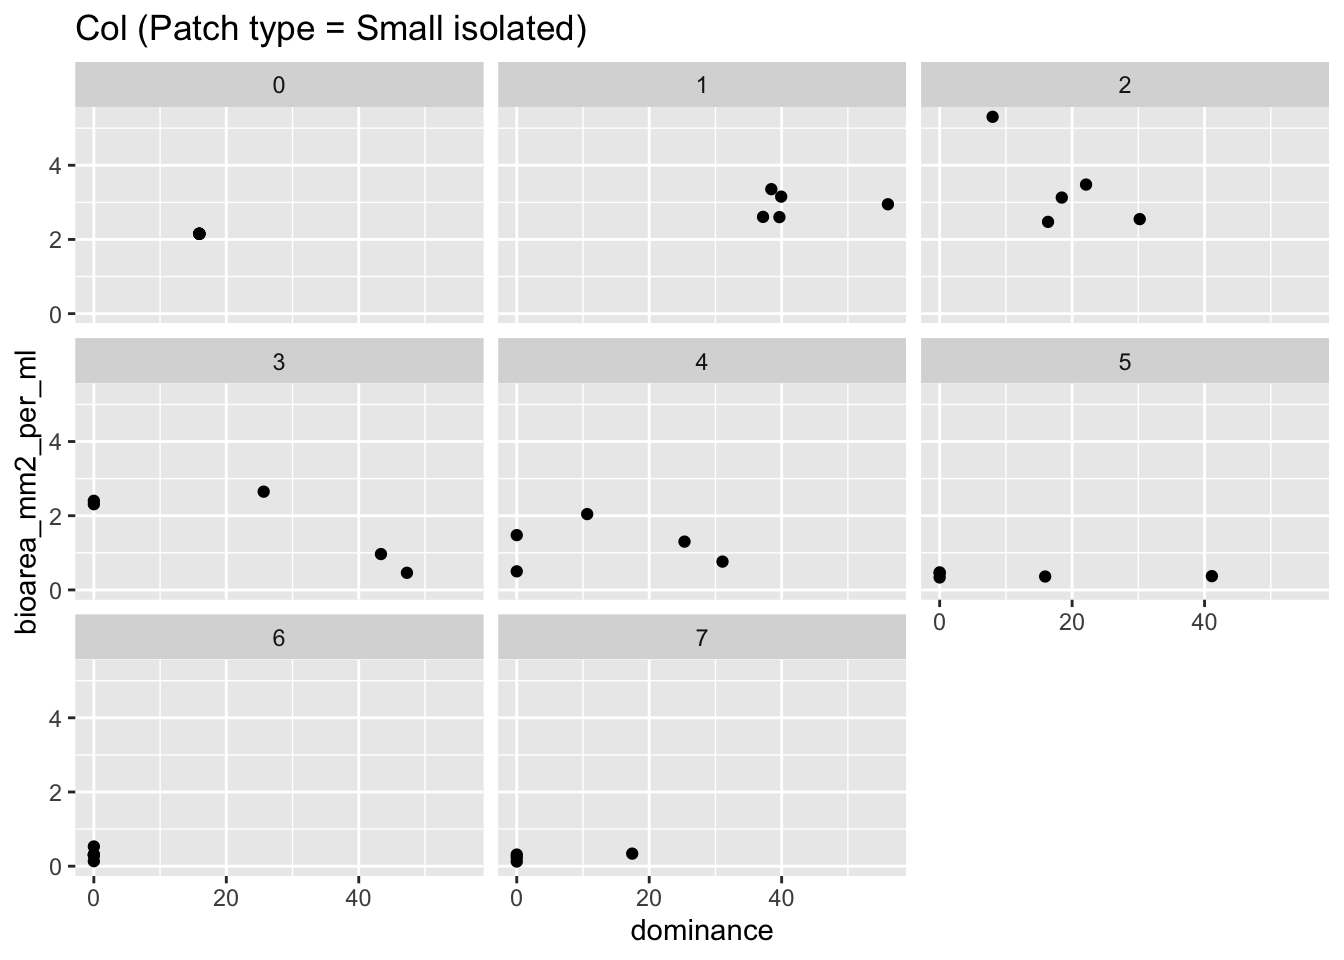 Col (Patch type = Small isolated)
0 1 2
4
2
0
3 4 5
4
2
0
0 20 40
6 7
4
2
0
0 20 40 0 20 40
bioarea_mm2_per_ml
dominance